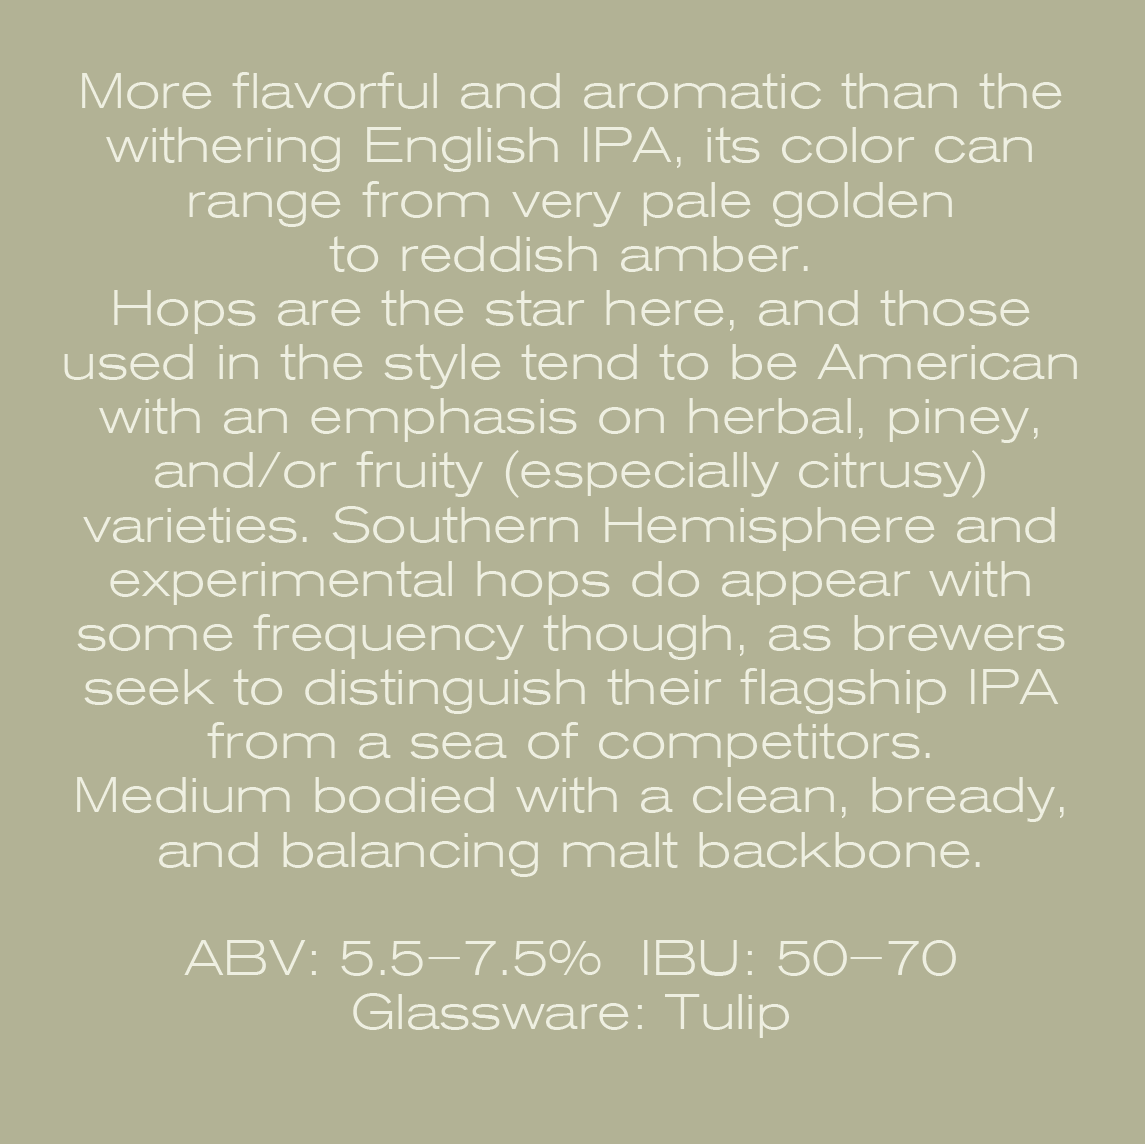 More flavorful and aromatic than the
withering English IPA, its color can
range from very pale golden
to reddish amber.
Hops are the star here, and those
used in the style tend to be American
with an emphasis on herbal, piney,
and/or fruity (especially citrusy)
varieties. Southern Hemisphere and
experimental hops do appear with
some frequency though, as brewers
seek to distinguish their flagship IPA
from a sea of competitors.
Medium bodied with a clean, bready,
and balancing malt backbone.
ABV: 5.5–7.5% IBU: 50–70
Glassware: Tulip